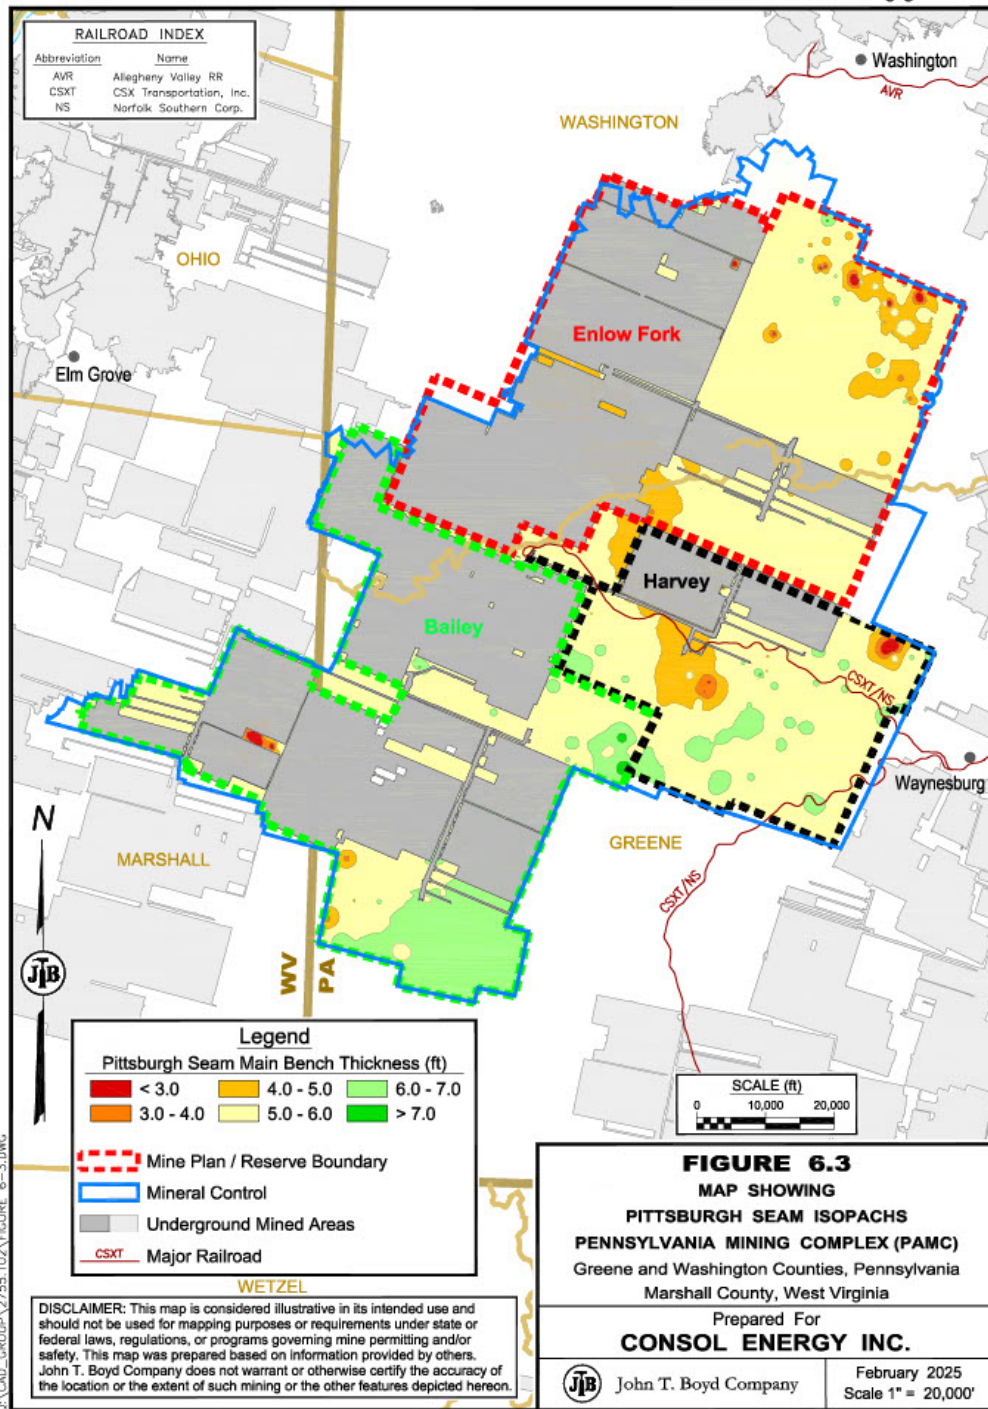 RAILROAD INDEX
Abbreviation Name
AVR Allegheny Valley RR
CSXT CSX Transportation, Inc.
NS Norfolk Southern Corp.
Washington
AVR
WASHINGTON
OHIO
Enlow Fork
Elm Grove
Harvey
Bailey
CSXT/NS
Waynesburg
N
MARSHALL
GREENE
CSXT/NS
JTB
WV
PA
Legend
Pittsburgh Seam Main Bench Thickness (ft)
< 3.0 4.0 - 5.0 6.0 - 7.0
3.0 - 4.0 5.0 - 6.0 > 7.0
Mine Plan / Reserve Boundary
Mineral Control
Underground Mined Areas
CSXT Major Railroad
SCALE (ft)
0 10,000 20,000
WETZEL
DISCLAIMER: This map is considered illustrative in its intended use and
should not be used for mapping purposes or requirements under state or
federal laws, regulations, or programs governing mine permitting and/or
safety. This map was prepared based on information provided by others.
John T. Boyd Company does not warrant or otherwise certify the accuracy of
the location or the extent of such mining or the other features depicted hereon.
FIGURE 6.3
MAP SHOWING
PITTSBURGH SEAM ISOPACHS
PENNSYLVANIA MINING COMPLEX (PAMC)
Greene and Washington Counties, Pennsylvania
Marshall County, West Virginia
Prepared For
CONSOL ENERGY INC.
JTB John T. Boyd Company
February 2025
Scale 1" = 20,000'